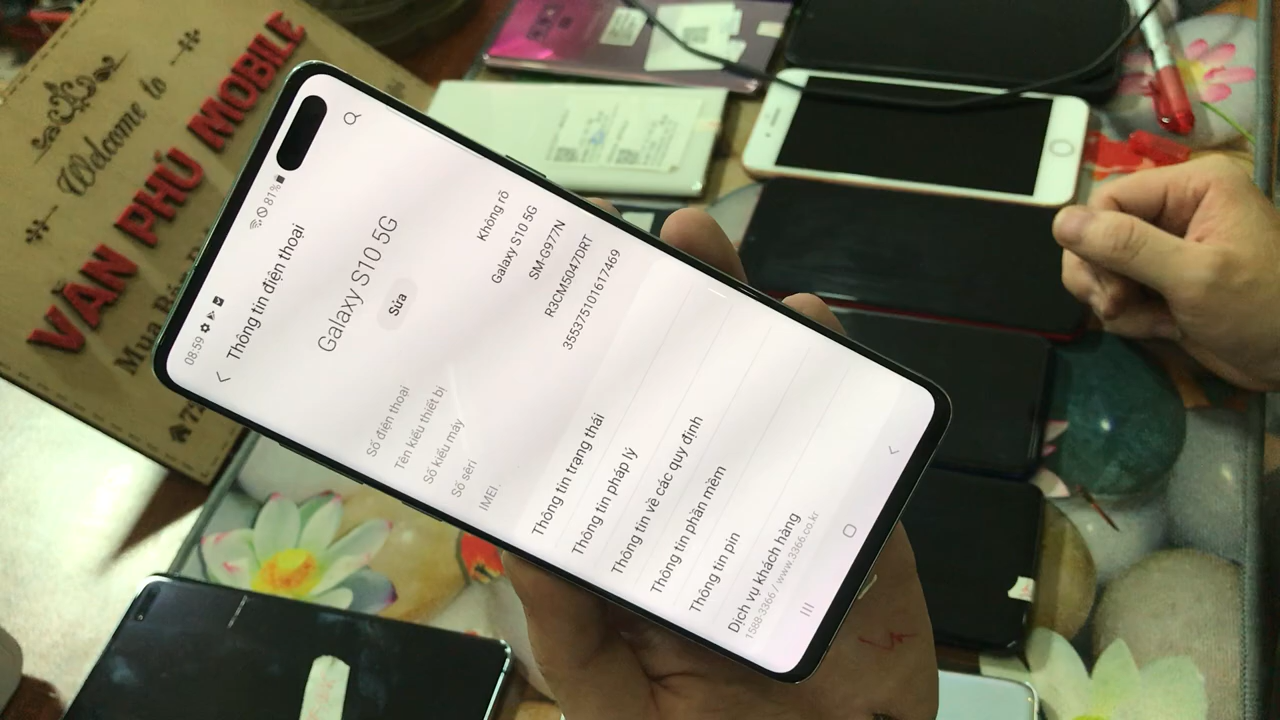 Welcome to
VĂN PHÚ MOBILE
08:59
81%
Thông tin điện thoại
Galaxy S10 5G
Sửa
Số điện thoại Không rõ
Tên kiểu thiết bị Galaxy S10 5G
Số kiểu máy SM-G977N
Số sêri R3CM5047DRT
IMEI 355375101617469
Thông tin trạng thái
Thông tin pháp lý
Thông tin về các quy định
Thông tin phần mềm
Thông tin pin
Dịch vụ khách hàng
1588-3366 / www.3366.co.kr